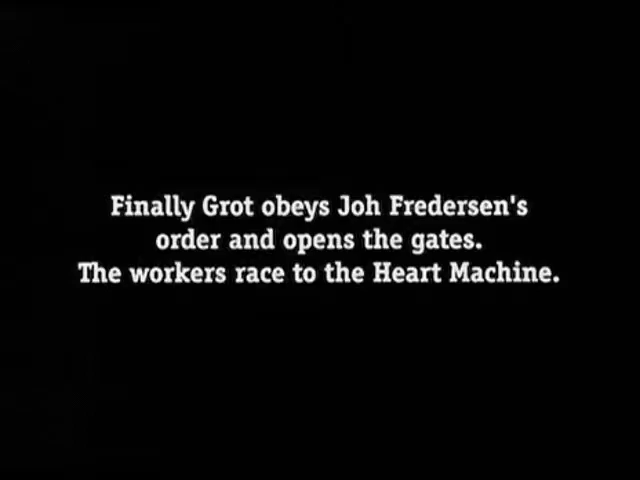 Finally Grot obeys Joh Fredersen's
order and opens the gates.
The workers race to the Heart Machine.